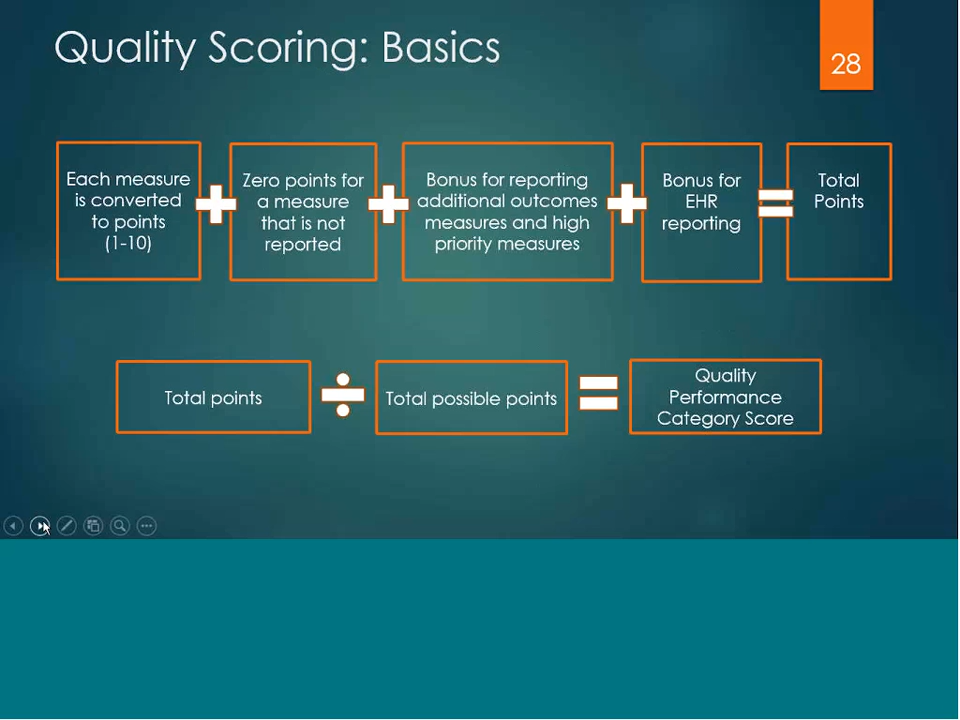 Quality Scoring: Basics
28
Each measure
is converted
to points
(1-10)
Zero points for
a measure
that is not
reported
Bonus for reporting
additional outcomes
measures and high
priority measures
Bonus for
EHR
reporting
Total
Points
Total points
Total possible points
Quality
Performance
Category Score